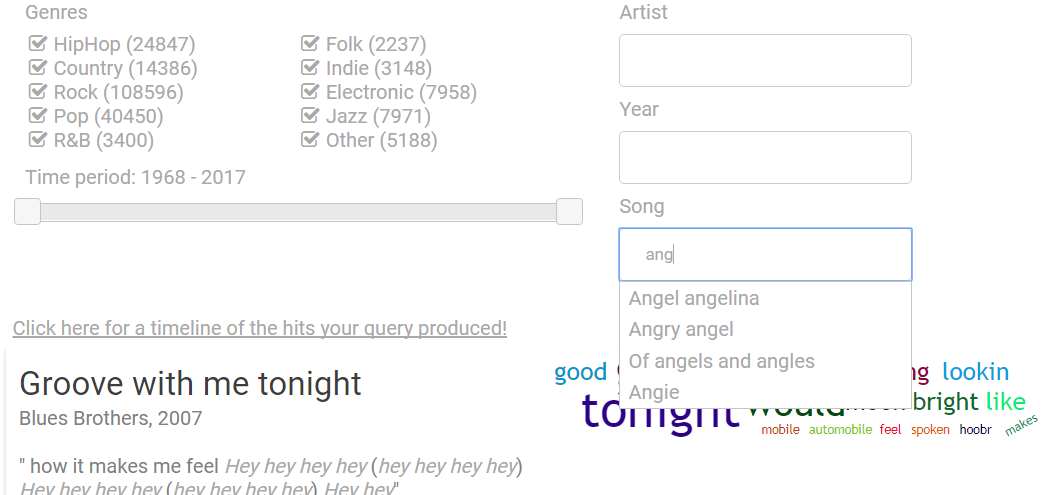 Genres
HipHop (24847)
Country (14386)
Rock (108596)
Pop (40450)
R&B (3400)
Folk (2237)
Indie (3148)
Electronic (7958)
Jazz (7971)
Other (5188)
Time period: 1968 - 2017
Artist
Year
Song
ang
Angel angelina
Angry angel
Of angels and angles
Angie
Click here for a timeline of the hits your query produced!
Groove with me tonight
Blues Brothers, 2007
" how it makes me feel Hey hey hey hey (hey hey hey hey)
Hey hey hey hey (hey hey hey hey) Hey hey"
good lookin
tonight would bright like
mobile automobile feel spoken hoobr makes